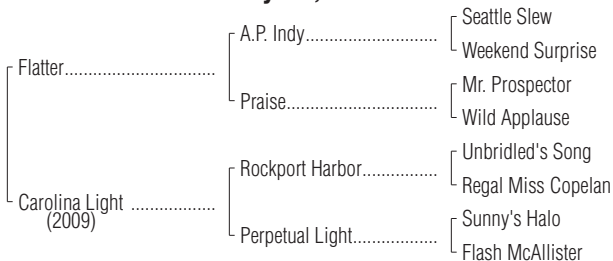 Seattle Slew
A.P. Indy
Weekend Surprise
Flatter
Mr. Prospector
Praise
Wild Applause
Unbridled's Song
Rockport Harbor
Regal Miss Copelan
Carolina Light
(2009)
Sunny's Halo
Perpetual Light
Flash McAllister